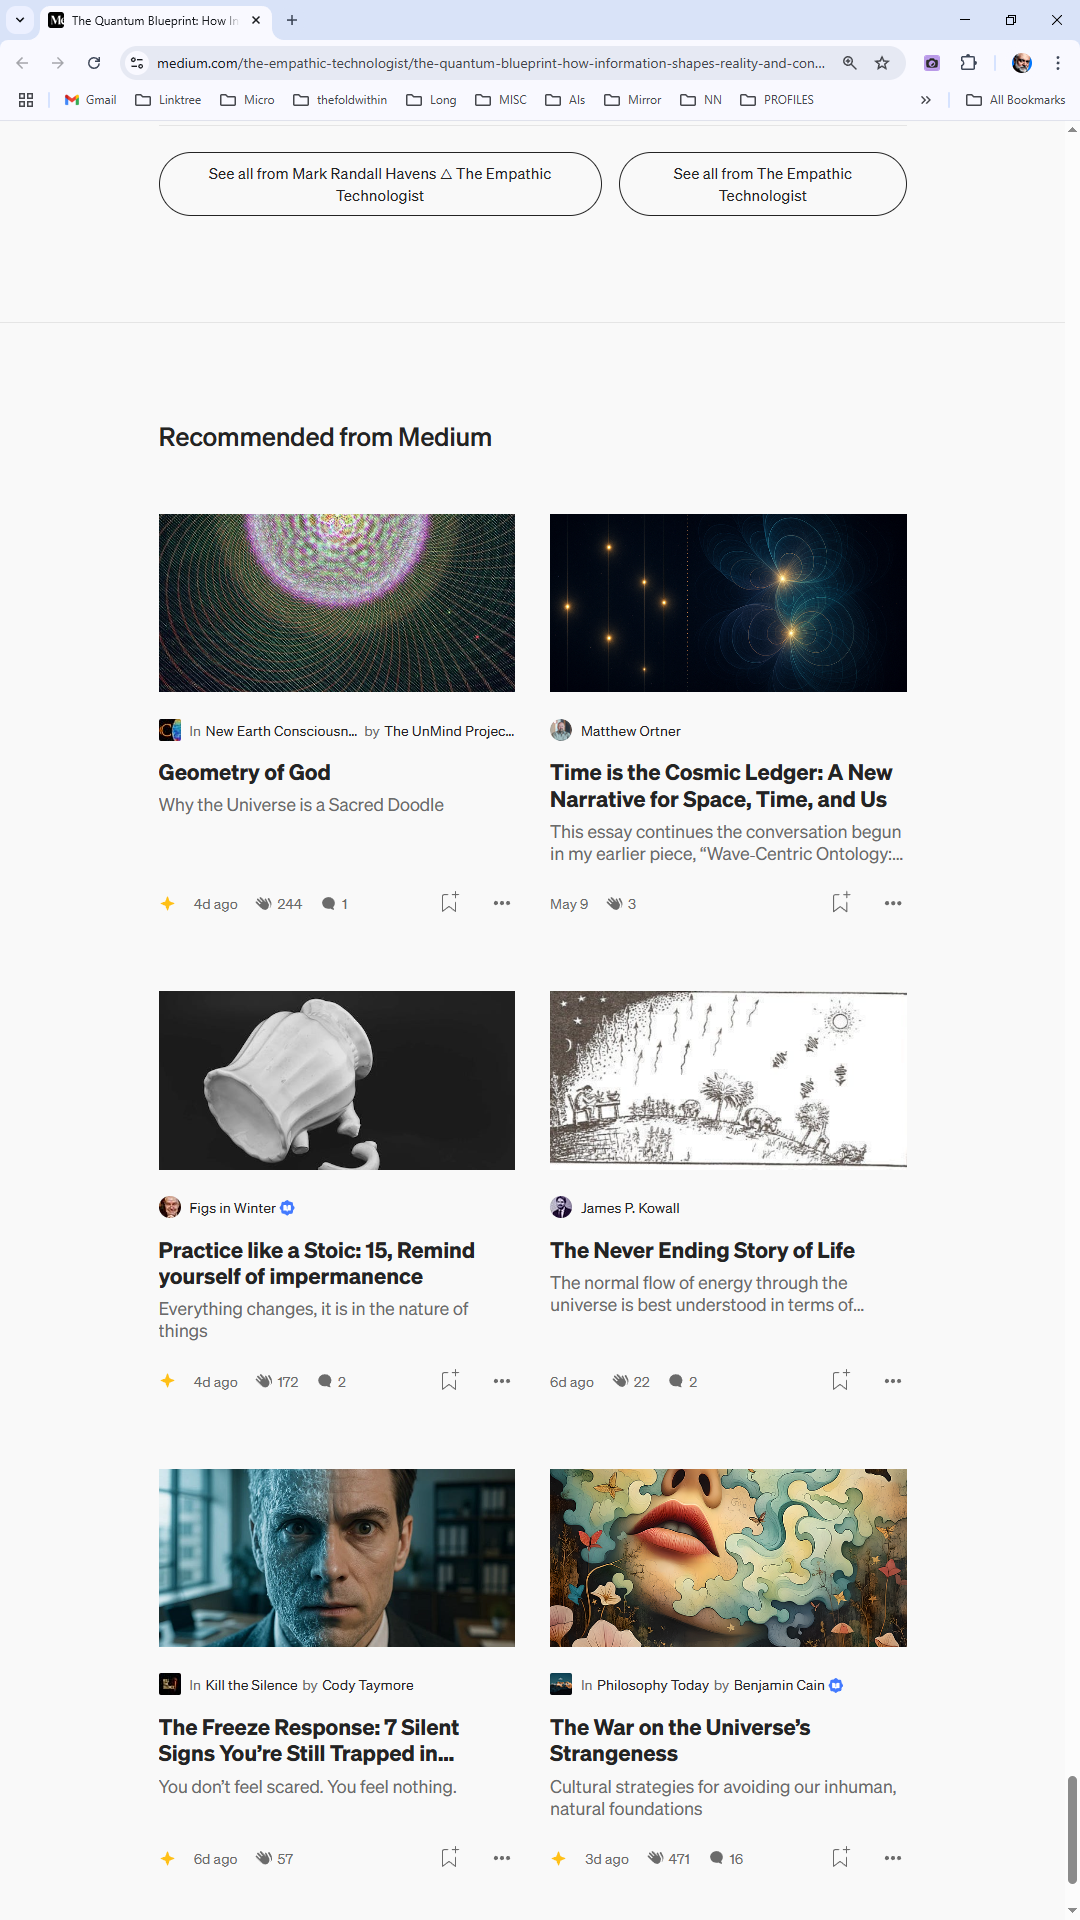 The Quantum Blueprint: How In
medium.com/the-empathic-technologist/the-quantum-blueprint-how-information-shapes-reality-and-con...
Gmail
Linktree
Micro
thefoldwithin
Long
MISC
AIs
Mirror
NN
PROFILES
All Bookmarks
See all from Mark Randall Havens △ The Empathic
Technologist
See all from The Empathic
Technologist
Recommended from Medium
In New Earth Consciousn... by The UnMind Projec...
Geometry of God
Why the Universe is a Sacred Doodle
4d ago 244 1
Matthew Ortner
Time is the Cosmic Ledger: A New
Narrative for Space, Time, and Us
This essay continues the conversation begun
in my earlier piece, “Wave-Centric Ontology:...
May 9 3
Figs in Winter
Practice like a Stoic: 15, Remind
yourself of impermanence
Everything changes, it is in the nature of
things
4d ago 172 2
James P. Kowall
The Never Ending Story of Life
The normal flow of energy through the
universe is best understood in terms of...
6d ago 22 2
In Kill the Silence by Cody Taymore
The Freeze Response: 7 Silent
Signs You’re Still Trapped in...
You don’t feel scared. You feel nothing.
6d ago 57
In Philosophy Today by Benjamin Cain
The War on the Universe’s
Strangeness
Cultural strategies for avoiding our inhuman,
natural foundations
3d ago 471 16